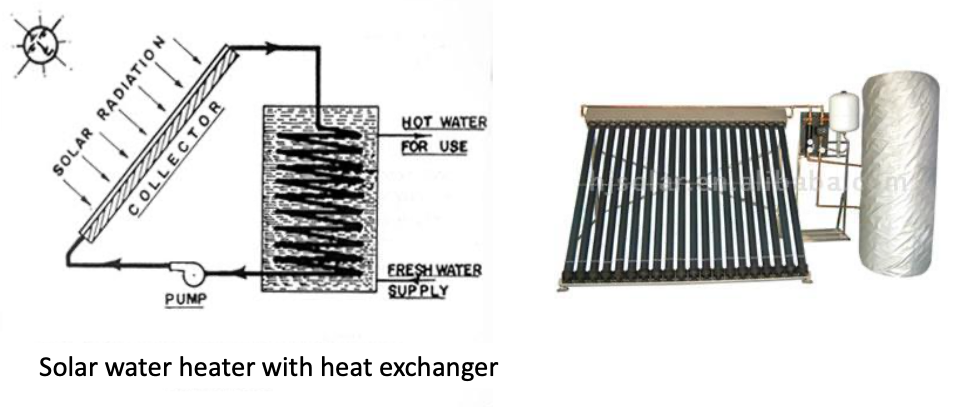 SOLAR RADIATION
COLLECTOR
HOT WATER
FOR USE
FRESH WATER
SUPPLY
PUMP
Solar water heater with heat exchanger